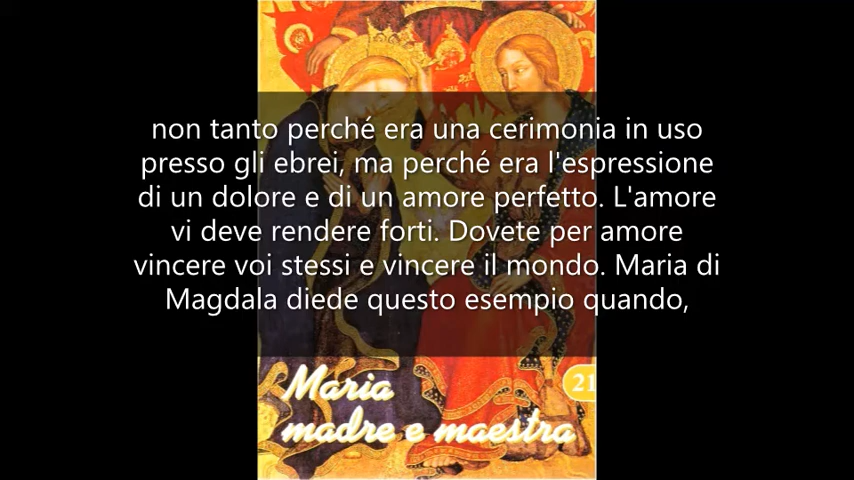 non tanto perché era una cerimonia in uso
presso gli ebrei, ma perché era l'espressione
di un dolore e di un amore perfetto. L'amore
vi deve rendere forti. Dovete per amore
vincere voi stessi e vincere il mondo. Maria di
Magdala diede questo esempio quando,
Maria
21
madre e maestra